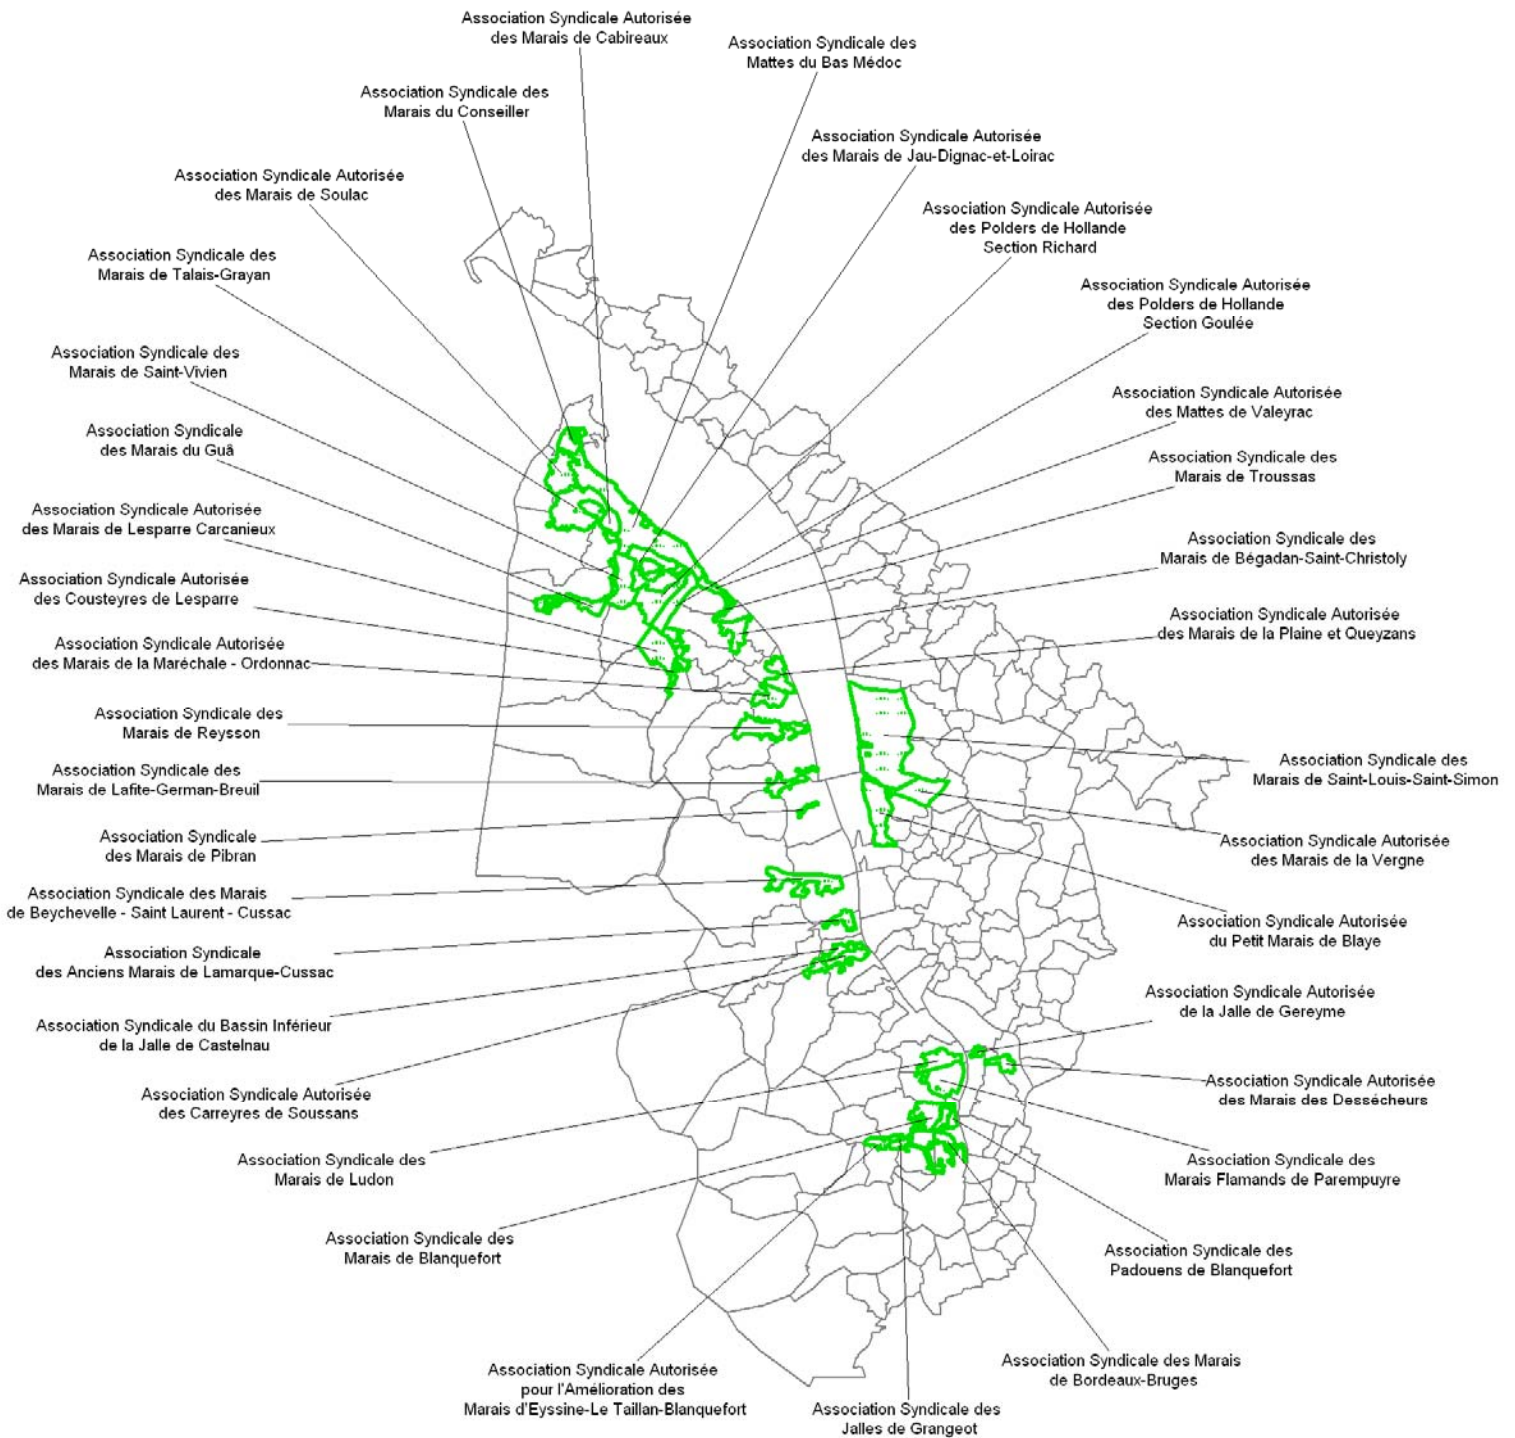 Association Syndicale Autorisée
des Marais de Cabireaux
Association Syndicale des
Mattes du Bas Médoc
Association Syndicale des
Marais du Conseiller
Association Syndicale Autorisée
des Marais de Jau-Dignac-et-Loirac
Association Syndicale Autorisée
des Marais de Soulac
Association Syndicale Autorisée
des Polders de Hollande
Section Richard
Association Syndicale des
Marais de Talais-Grayan
Association Syndicale Autorisée
des Polders de Hollande
Section Goulée
Association Syndicale des
Marais de Saint-Vivien
Association Syndicale Autorisée
des Mattes de Valeyrac
Association Syndicale
des Marais du Guâ
Association Syndicale des
Marais de Troussas
Association Syndicale Autorisée
des Marais de Lesparre Carcanieux
Association Syndicale des
Marais de Bégadan-Saint-Christoly
Association Syndicale Autorisée
des Cousteyres de Lesparre
Association Syndicale Autorisée
des Marais de la Plaine et Queyzans
Association Syndicale Autorisée
des Marais de la Maréchale - Ordonnac
Association Syndicale des
Marais de Reysson
Association Syndicale des
Marais de Saint-Louis-Saint-Simon
Association Syndicale des
Marais de Lafite-German-Breuil
Association Syndicale
des Marais de Pibran
Association Syndicale Autorisée
des Marais de la Vergne
Association Syndicale des Marais
de Beychevelle - Saint Laurent - Cussac
Association Syndicale Autorisée
du Petit Marais de Blaye
Association Syndicale
des Anciens Marais de Lamarque-Cussac
Association Syndicale Autorisée
de la Jalle de Gereyme
Association Syndicale du Bassin Inférieur
de la Jalle de Castelnau
Association Syndicale Autorisée
des Carreyres de Soussans
Association Syndicale Autorisée
des Marais des Dessécheurs
Association Syndicale des
Marais de Ludon
Association Syndicale des
Marais Flamands de Parempuyre
Association Syndicale des
Marais de Blanquefort
Association Syndicale des
Padouens de Blanquefort
Association Syndicale Autorisée
pour l'Amélioration des
Marais d'Eyssine-Le Taillan-Blanquefort
Association Syndicale des Marais
de Bordeaux-Bruges
Association Syndicale des
Jalles de Grangeot